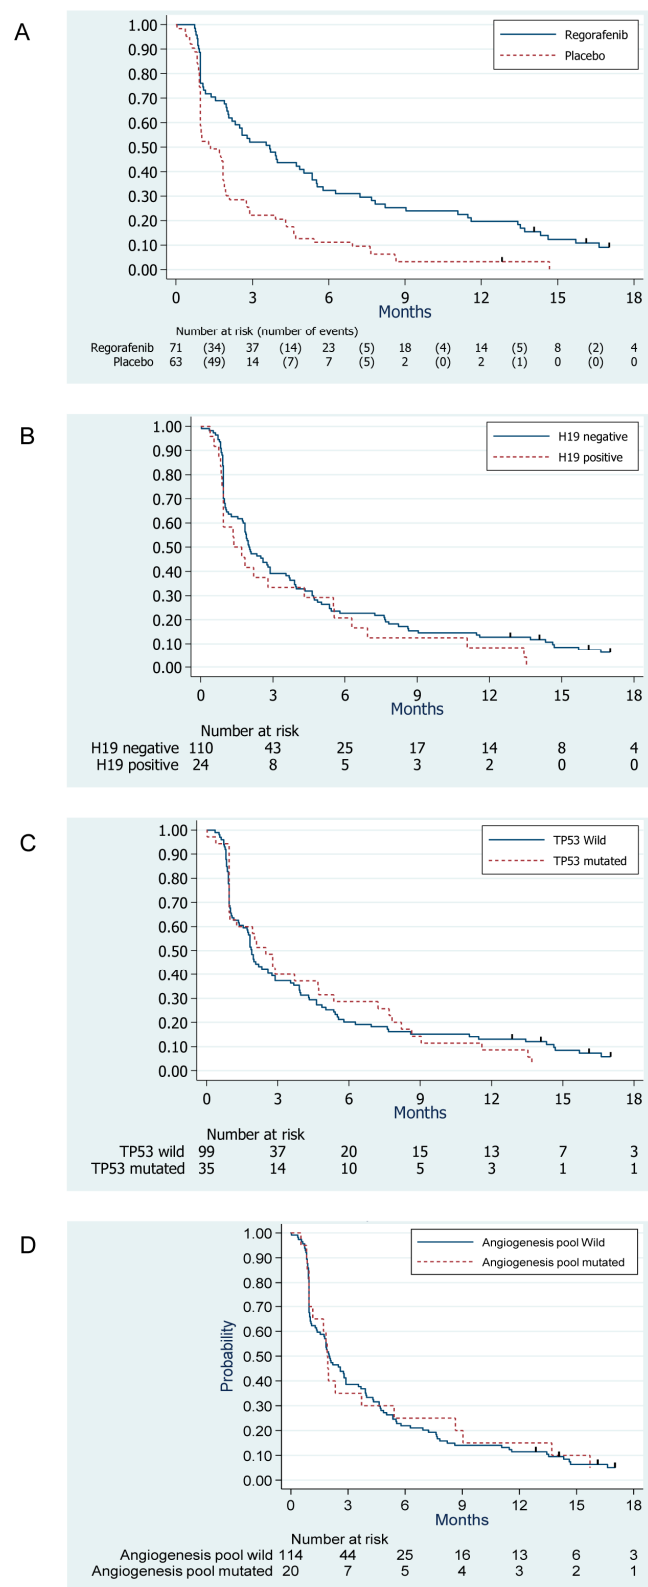 A
Regorafenib
Placebo
1.00
0.90
0.80
0.70
0.60
0.50
0.40
0.30
0.20
0.10
0.00
0 3 6 9 12 15 18
Months
Number at risk (number of events)
Regorafenib 71 (34) 37 (14) 23 (5) 18 (4) 14 (5) 8 (2) 4
Placebo 63 (49) 14 (7) 7 (5) 2 (0) 2 (1) 0 (0) 0
B
H19 negative
H19 positive
1.00
0.90
0.80
0.70
0.60
0.50
0.40
0.30
0.20
0.10
0.00
0 3 6 9 12 15 18
Months
Number at risk
H19 negative 110 43 25 17 14 8 4
H19 positive 24 8 5 3 2 0 0
C
TP53 Wild
TP53 mutated
1.00
0.90
0.80
0.70
0.60
0.50
0.40
0.30
0.20
0.10
0.00
0 3 6 9 12 15 18
Months
Number at risk
TP53 wild 99 37 20 15 13 7 3
TP53 mutated 35 14 10 5 3 1 1
D
Angiogenesis pool Wild
Angiogenesis pool mutated
Probability
1.00
0.90
0.80
0.70
0.60
0.50
0.40
0.30
0.20
0.10
0.00
0 3 6 9 12 15 18
Months
Number at risk
Angiogenesis pool wild 114 44 25 16 13 6 3
Angiogenesis pool mutated 20 7 5 4 3 2 1